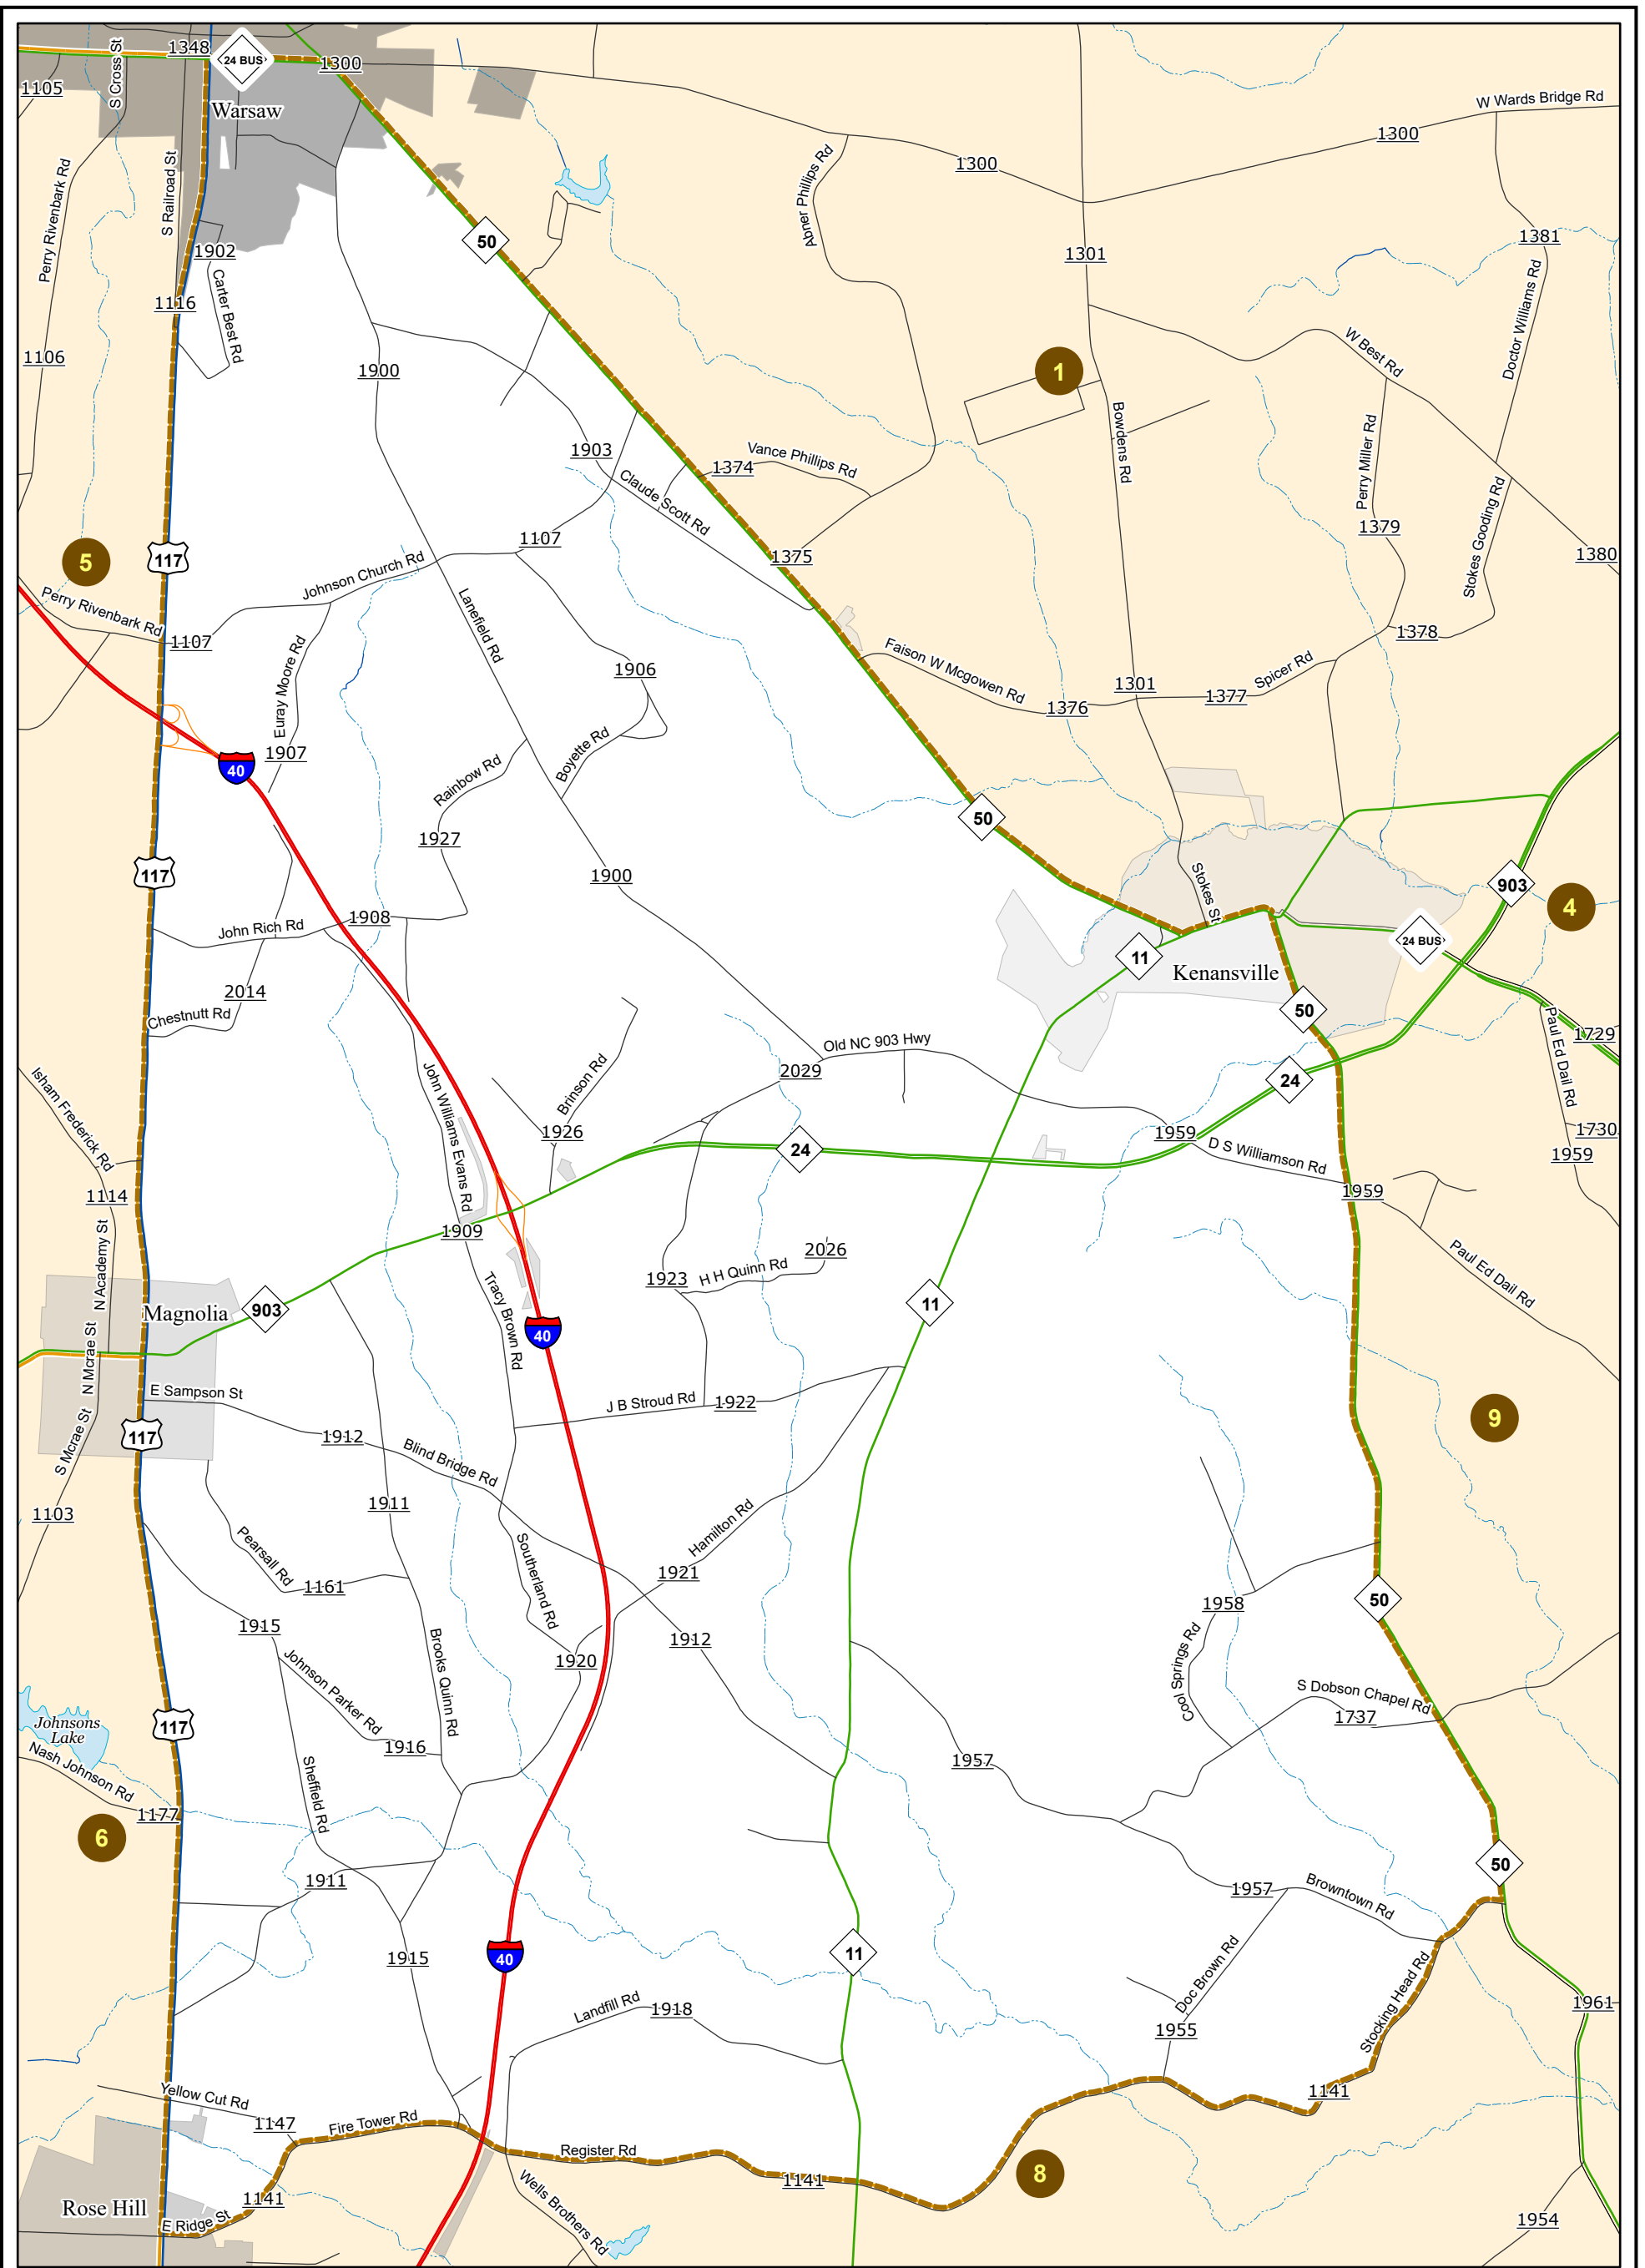 1348
24 BUS
1300
S Cross St
1105
Warsaw
W Wards Bridge Rd
1300
1300
Abner Phillips Rd
Perry Rivenbark Rd
S Railroad St
50
1381
1902
1301
1116
Carter Best Rd
Doctor Williams Rd
1106
1900
1
W Best Rd
Bowdens Rd
1903
Vance Phillips Rd
1374
Perry Miller Rd
Claude Scott Rd
Stokes Gooding Rd
1379
1107
117
5
1375
1380
Johnson Church Rd
Perry Rivenbark Rd
1107
Lanefield Rd
1378
Euray Moore Rd
1906
Faison W Mcgowen Rd
Spicer Rd
1301
1377
1376
1907
40
Boyette Rd
Rainbow Rd
50
1927
117
1900
Stokes St
903
4
John Rich Rd
1908
24 BUS
11
Kenansville
2014
50
Chestnutt Rd
Paul Ed Dail Rd
1729
Old NC 903 Hwy
2029
24
Isham Frederick Rd
John Williams Evans Rd
Brinson Rd
1926
1959
1730
24
D S Williamson Rd
1959
1114
1959
1909
N Academy St
2026
Paul Ed Dail Rd
1923
H H Quinn Rd
Magnolia
903
11
Tracy Brown Rd
40
N Mcrae St
E Sampson St
J B Stroud Rd
1922
S Mcrae St
117
1912
9
Blind Bridge Rd
1911
1103
Hamilton Rd
Pearsall Rd
Southerland Rd
1161
1921
50
1958
1915
1912
Brooks Quinn Rd
Cool Springs Rd
1920
Johnson Parker Rd
S Dobson Chapel Rd
1737
Johnsons
Lake
117
1916
Nash Johnson Rd
1957
Sheffield Rd
1177
6
50
1911
1957
Browntown Rd
1915
40
11
Doc Brown Rd
Stocking Head Rd
Landfill Rd
1918
1961
1955
Yellow Cut Rd
1141
1147
Fire Tower Rd
Register Rd
1141
8
Rose Hill
1141
E Ridge St
Wells Brothers Rd
1954